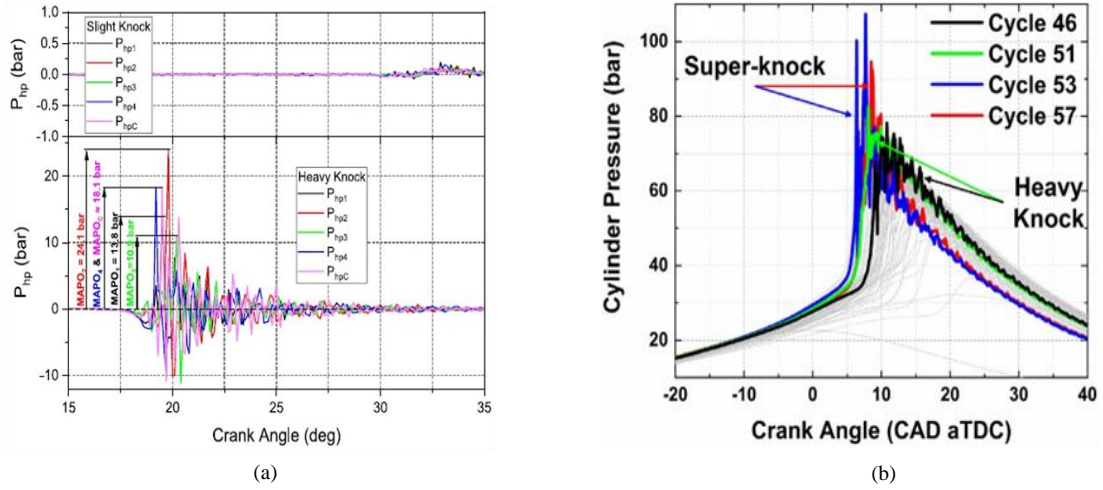 1.0
0.5
0.0
-0.5
-1.0
P_hp (bar)
Slight Knock
P_hp1
P_hp2
P_hp3
P_hp4
P_hpC
20
10
0
-10
P_hp (bar)
MAPO₂ = 24.1 bar
MAPO₄ & MAPO_C ≈ 18.1 bar
MAPO₁ = 13.8 bar
Heavy Knock
P_hp1
P_hp2
P_hp3
P_hp4
P_hpC
15 20 25 30 35
Crank Angle (deg)
(a)
100
80
60
40
20
Cylinder Pressure (bar)
Cycle 46
Cycle 51
Cycle 53
Cycle 57
Super-knock
Heavy
Knock
-20 -10 0 10 20 30 40
Crank Angle (CAD aTDC)
(b)